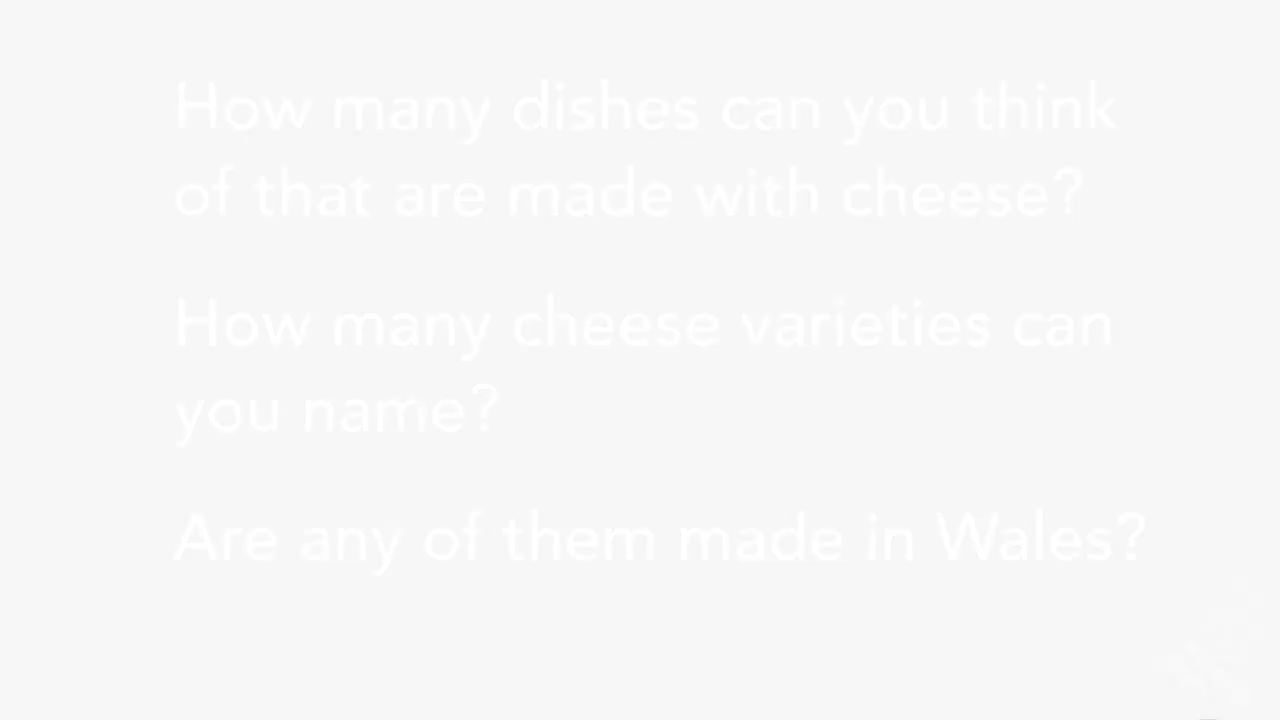 How many dishes can you think
of that are made with cheese?
How many cheese varieties can
you name?
Are any of them made in Wales?